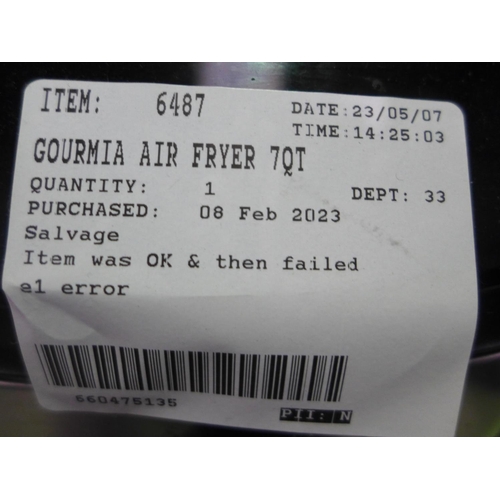 ITEM: 6487 DATE:23/05/07
TIME:14:25:03
GOURMIA AIR FRYER 7QT
QUANTITY: 1 DEPT: 33
PURCHASED: 08 Feb 2023
Salvage
Item was OK & then failed
e1 error
660475135
PII: N